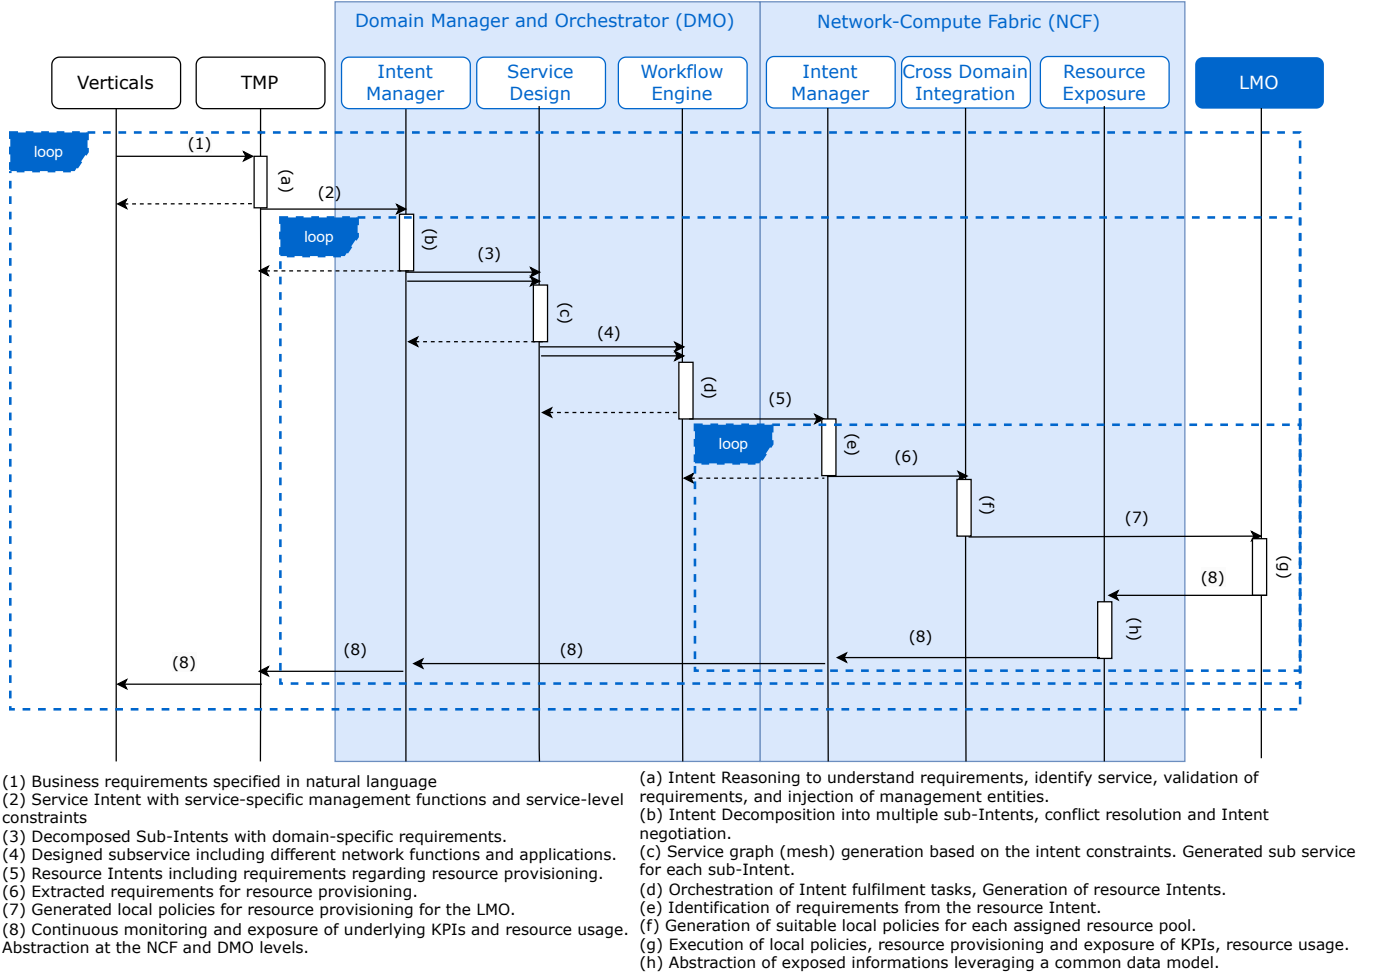 Domain Manager and Orchestrator (DMO)
Network-Compute Fabric (NCF)
Verticals
TMP
Intent
Manager
Service
Design
Workflow
Engine
Intent
Manager
Cross Domain
Integration
Resource
Exposure
LMO
loop
(1)
(a)
(2)
loop
(b)
(3)
(c)
(4)
(d)
(5)
loop
(e)
(6)
(f)
(7)
(g)
(8)
(h)
(8)
(8)
(8)
(8)
(1) Business requirements specified in natural language
(2) Service Intent with service-specific management functions and service-level
constraints
(3) Decomposed Sub-Intents with domain-specific requirements.
(4) Designed subservice including different network functions and applications.
(5) Resource Intents including requirements regarding resource provisioning.
(6) Extracted requirements for resource provisioning.
(7) Generated local policies for resource provisioning for the LMO.
(8) Continuous monitoring and exposure of underlying KPIs and resource usage.
Abstraction at the NCF and DMO levels.
(a) Intent Reasoning to understand requirements, identify service, validation of
requirements, and injection of management entities.
(b) Intent Decomposition into multiple sub-Intents, conflict resolution and Intent
negotiation.
(c) Service graph (mesh) generation based on the intent constraints. Generated sub service
for each sub-Intent.
(d) Orchestration of Intent fulfilment tasks, Generation of resource Intents.
(e) Identification of requirements from the resource Intent.
(f) Generation of suitable local policies for each assigned resource pool.
(g) Execution of local policies, resource provisioning and exposure of KPIs, resource usage.
(h) Abstraction of exposed informations leveraging a common data model.